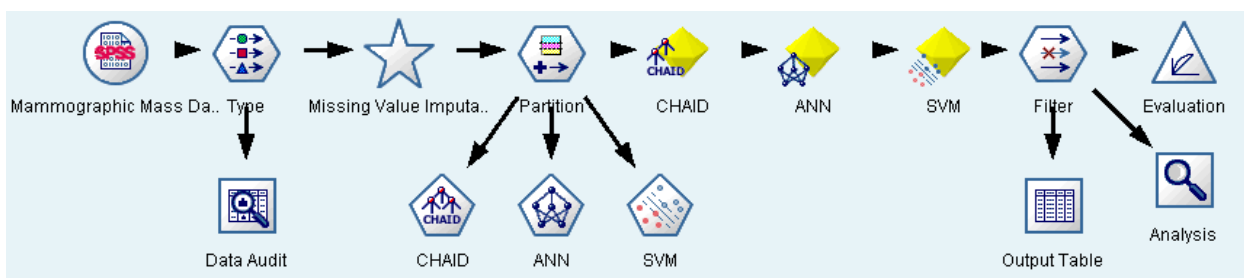 SPSS
CHAID
Mammographic Mass Da..
Type
Missing Value Imputa..
Partition
CHAID
ANN
SVM
Filter
Evaluation
CHAID
Data Audit
CHAID
ANN
SVM
Output Table
Analysis